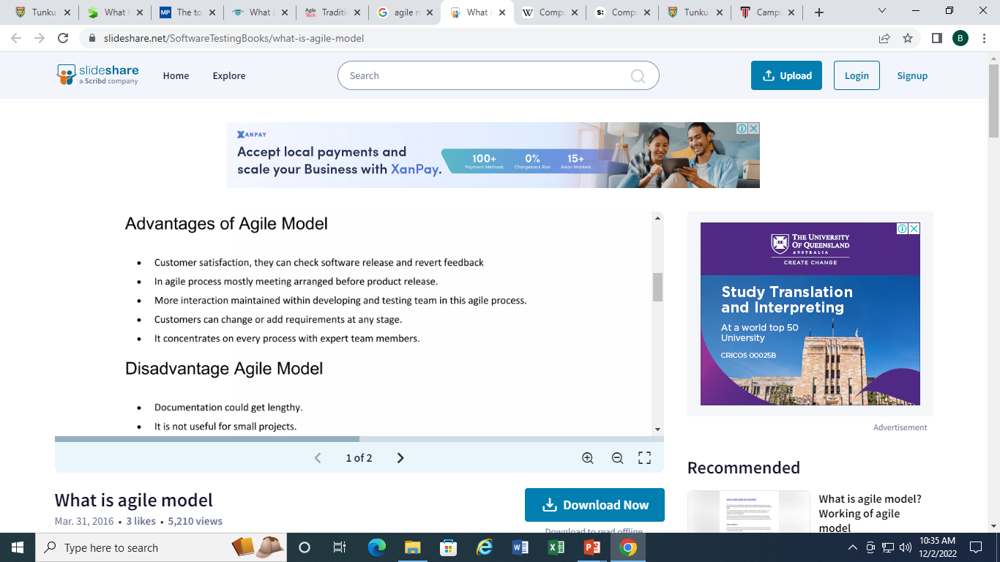 Tunku
What I
MP The to
What i
Agile Tech Traditi
agile n
What i
W Compo
S: Compo
Tunku
Campu
slideshare.net/SoftwareTestingBooks/what-is-agile-model
B
slideshare
a Scribd company
Home
Explore
Search
Upload
Login
Signup
XANPAY
Accept local payments and
scale your Business with XanPay.
100+ 0% 15+
Payment Methods Chargeback Risk Asian Markets
Advantages of Agile Model
• Customer satisfaction, they can check software release and revert feedback
• In agile process mostly meeting arranged before product release.
• More interaction maintained within developing and testing team in this agile process.
• Customers can change or add requirements at any stage.
• It concentrates on every process with expert team members.
Disadvantage Agile Model
• Documentation could get lengthy.
• It is not useful for small projects.
1 of 2
THE UNIVERSITY
OF QUEENSLAND
AUSTRALIA
CREATE CHANGE
Study Translation
and Interpreting
At a world top 50
University
CRICOS 00025B
Advertisement
Recommended
What is agile model?
Working of agile
model
What is agile model
Mar. 31, 2016 • 3 likes • 5,210 views
Download Now
Download to read offline
Type here to search
10:35 AM
12/2/2022